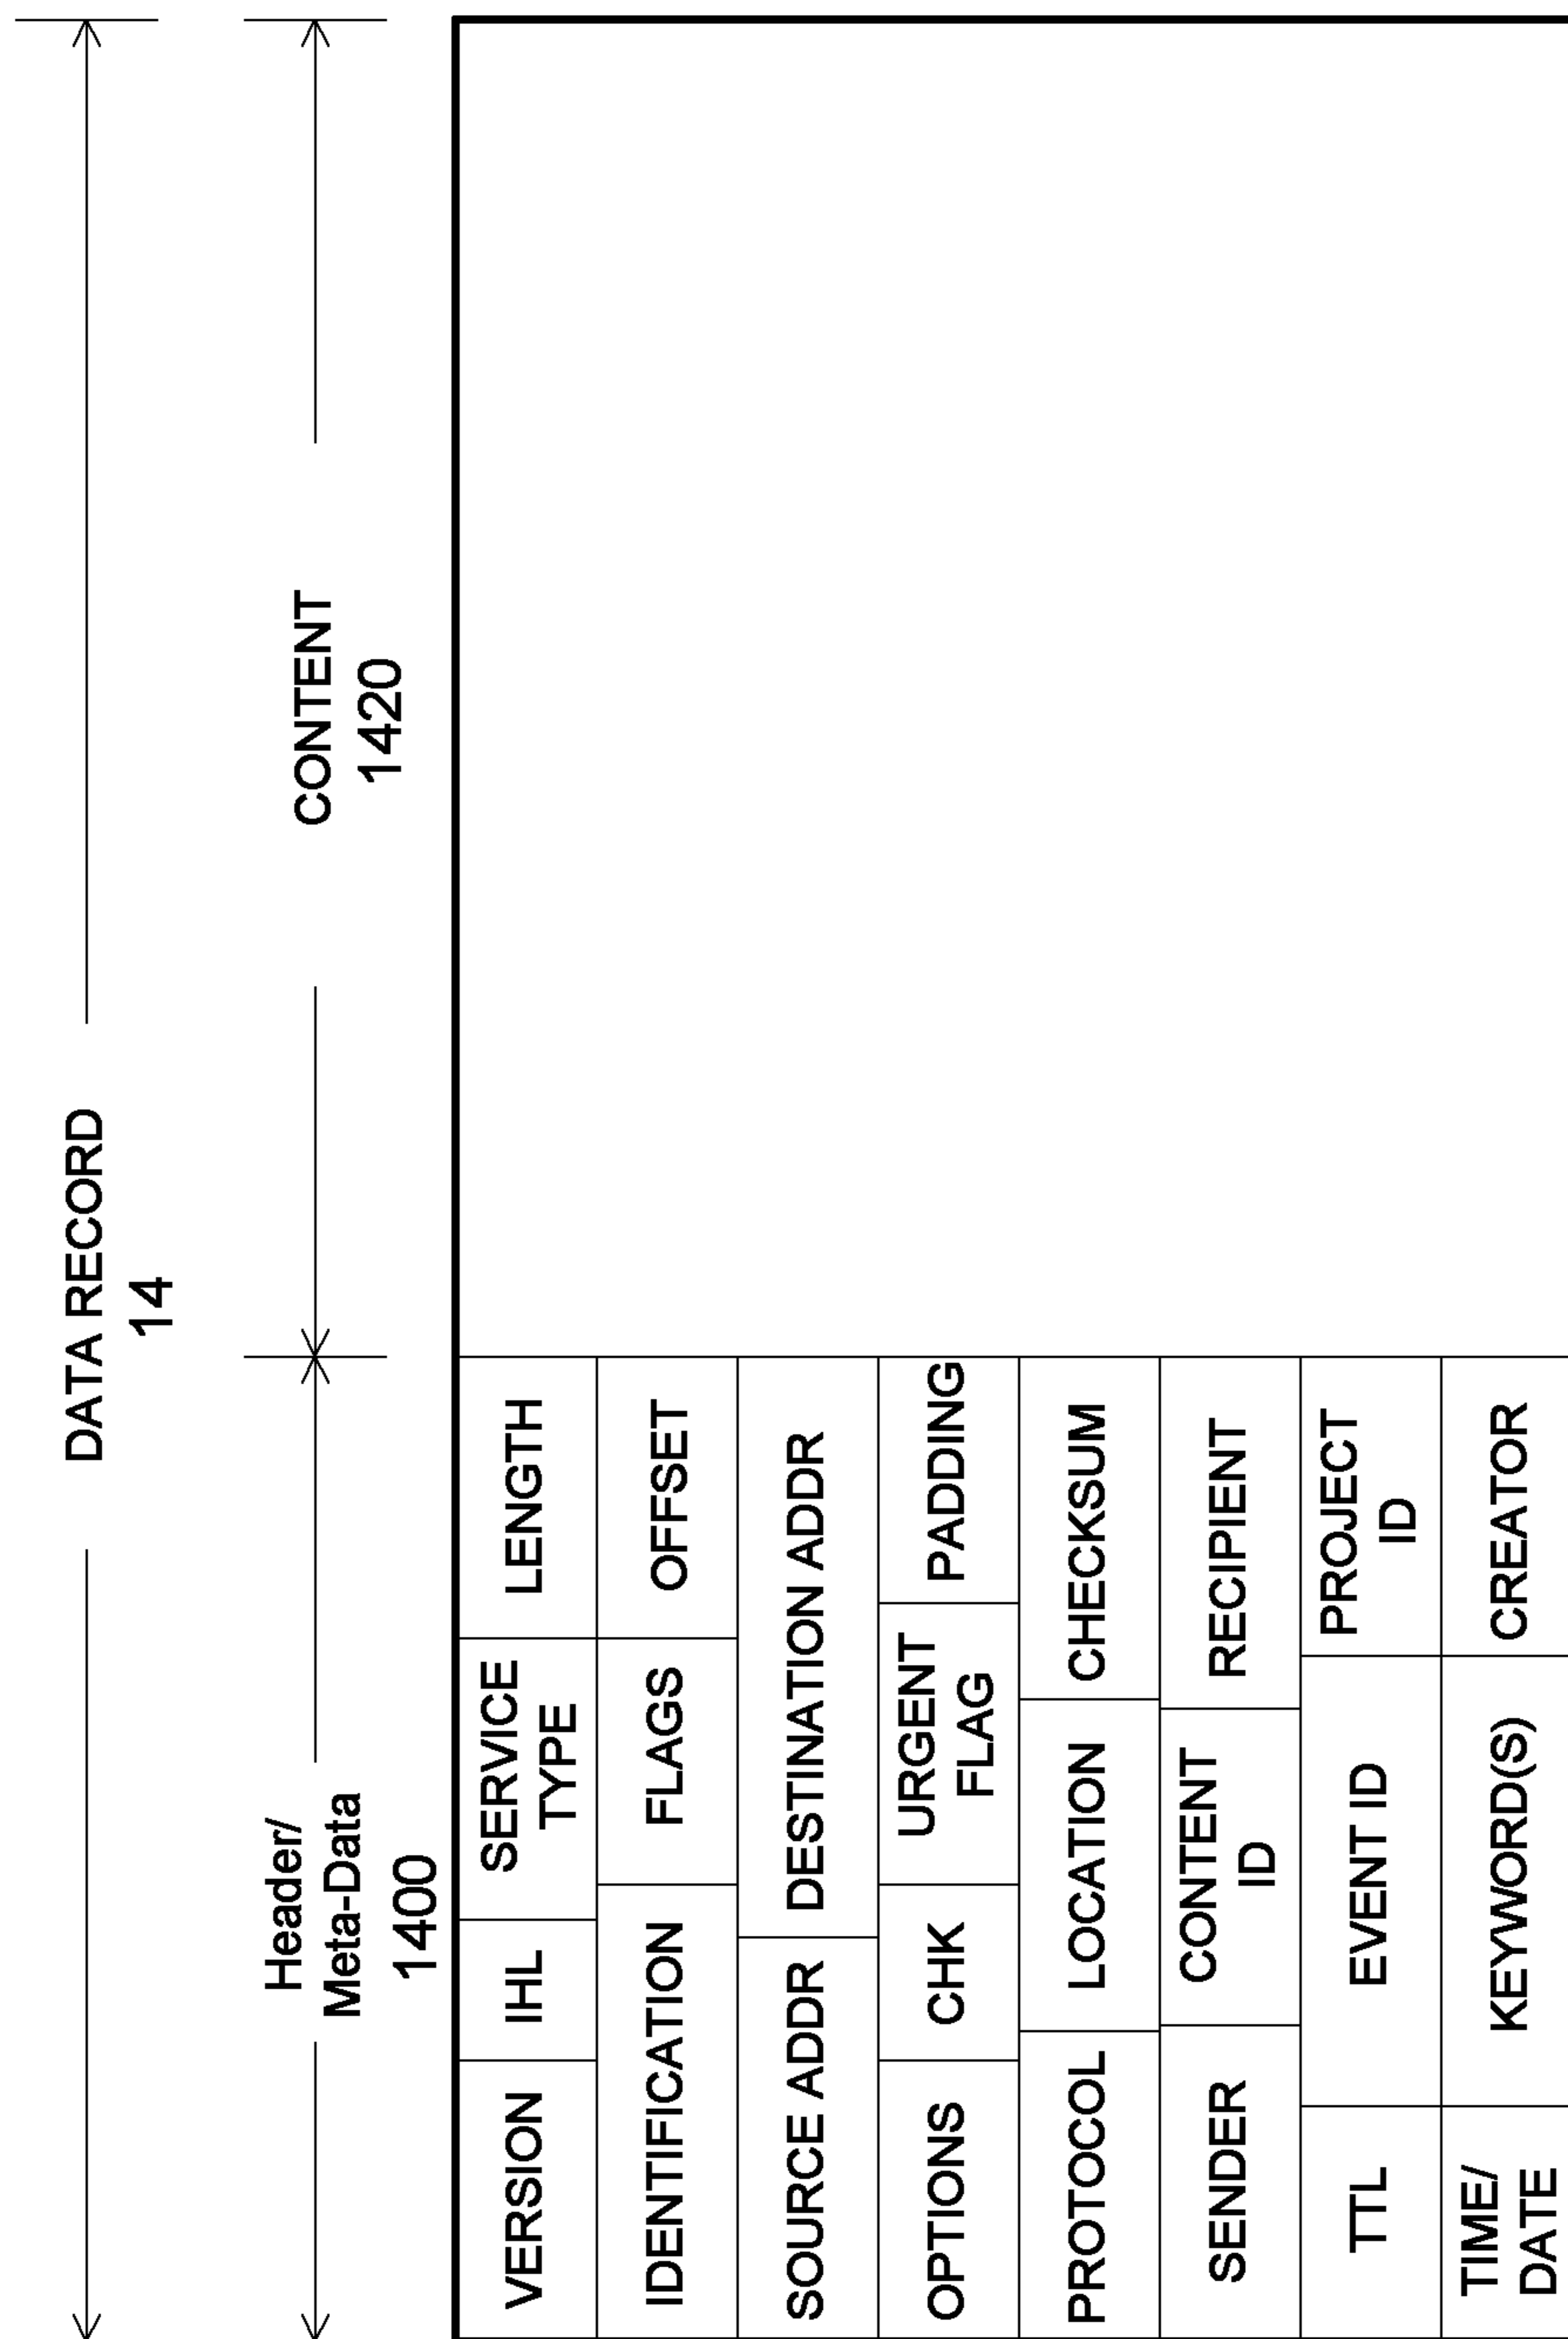 DATA RECORD
14
Header/
Meta-Data
1400
CONTENT
1420
VERSION
IHL
SERVICE
TYPE
LENGTH
IDENTIFICATION
FLAGS
OFFSET
SOURCE ADDR
DESTINATION ADDR
OPTIONS
CHK
URGENT
FLAG
PADDING
PROTOCOL
LOCATION
CHECKSUM
SENDER
CONTENT
ID
RECIPIENT
TTL
EVENT ID
PROJECT
ID
TIME/
DATE
KEYWORD(S)
CREATOR